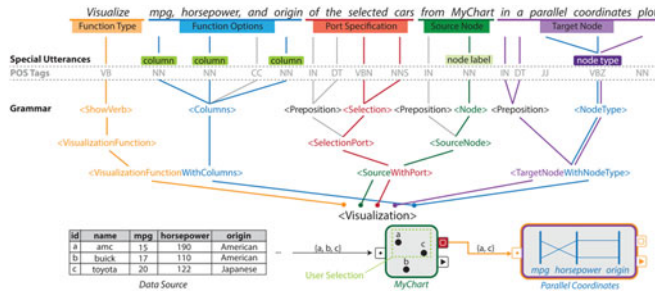 Visualize mpg, horsepower, and origin of the selected cars from MyChart in a parallel coordinates plot
Function Type Function Options Port Specification Source Node Target Node
Special Utterances column column column node label node type
POS Tags VB NN NN CC NN IN DT VBN NNS IN NN IN DT JJ VBZ NN
Grammar <ShowVerb> <Columns> <Preposition> <Selection> <Preposition> <Node> <Preposition> <NodeType>
<VisualizationFunction> <SelectionPort> <SourceNode>
<VisualizationFunctionWithColumns> <SourceWithPort> <TargetNodeWithNodeType>
<Visualization>
id name mpg horsepower origin
a amc 15 190 American
b buick 17 110 American
c toyota 20 122 Japanese
Data Source
...
{a, b, c}
User Selection
a
c
b
MyChart
{a, c}
mpg horsepower origin
Parallel Coordinates